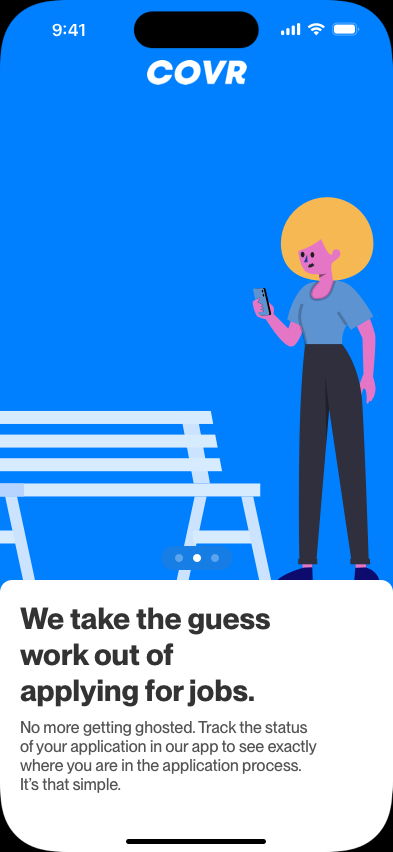 9:41
COVR
We take the guess
work out of
applying for jobs.
No more getting ghosted. Track the status
of your application in our app to see exactly
where you are in the application process.
It's that simple.